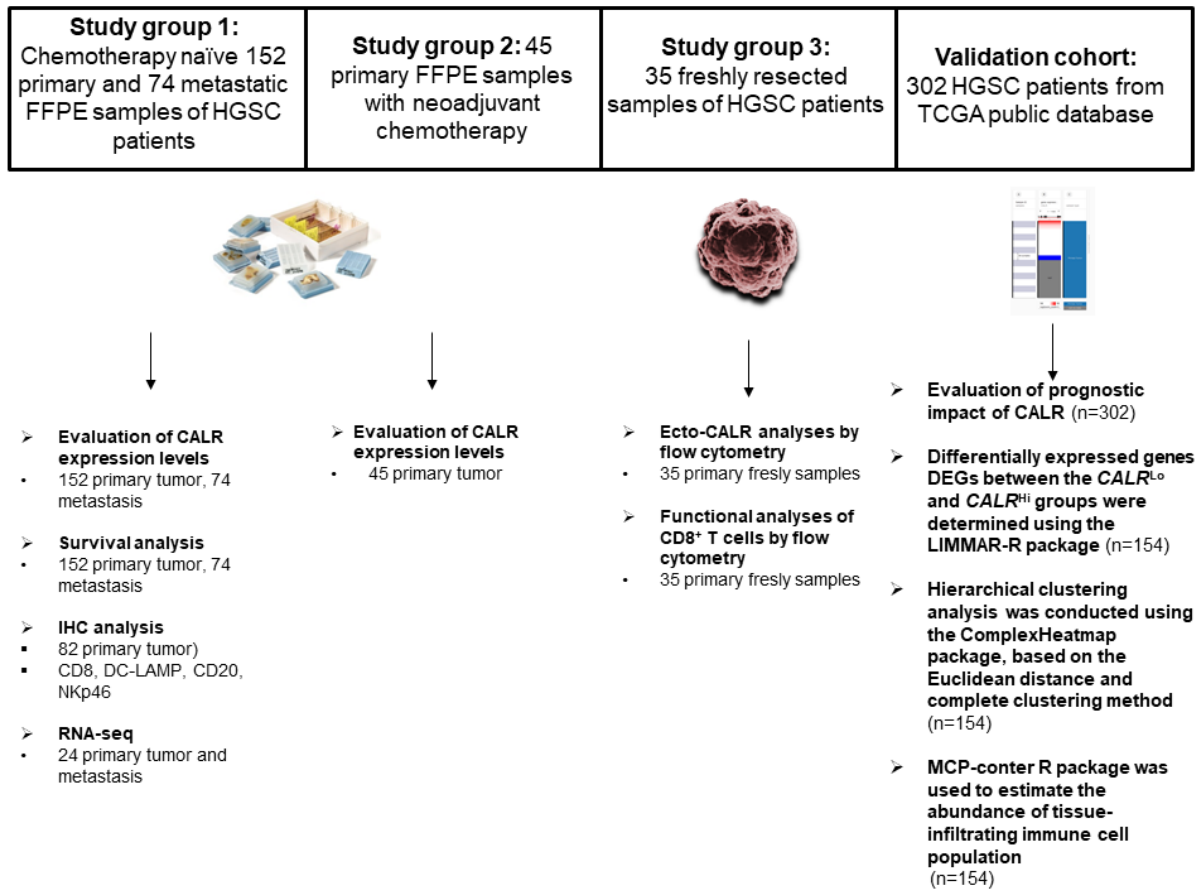 Study group 1:
Chemotherapy naïve 152
primary and 74 metastatic
FFPE samples of HGSC
patients
Study group 2: 45
primary FFPE samples
with neoadjuvant
chemotherapy
Study group 3:
35 freshly resected
samples of HGSC patients
Validation cohort:
302 HGSC patients from
TCGA public database
➢ Evaluation of CALR
expression levels
• 152 primary tumor, 74
metastasis
➢ Survival analysis
• 152 primary tumor, 74
metastasis
➢ IHC analysis
▪ 82 primary tumor)
▪ CD8, DC-LAMP, CD20,
NKp46
➢ RNA-seq
• 24 primary tumor and
metastasis
➢ Evaluation of CALR
expression levels
• 45 primary tumor
➢ Ecto-CALR analyses by
flow cytometry
• 35 primary fresly samples
➢ Functional analyses of
CD8⁺ T cells by flow
cytometry
• 35 primary fresly samples
➢ Evaluation of prognostic
impact of CALR (n=302)
➢ Differentially expressed genes
DEGs between the CALRᴸᵒ
and CALRᴴⁱ groups were
determined using the
LIMMAR-R package (n=154)
➢ Hierarchical clustering
analysis was conducted using
the ComplexHeatmap
package, based on the
Euclidean distance and
complete clustering method
(n=154)
➢ MCP-conter R package was
used to estimate the
abundance of tissue-
infiltrating immune cell
population
(n=154)